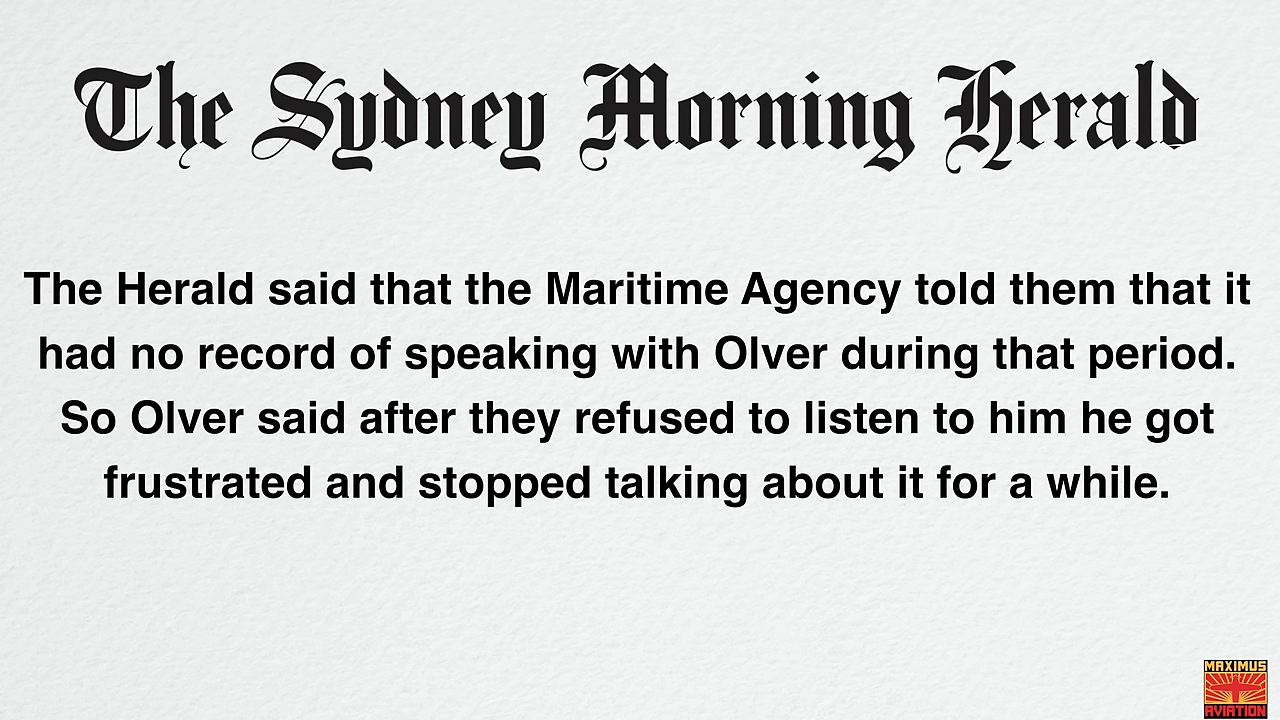 The Sydney Morning Herald
The Herald said that the Maritime Agency told them that it
had no record of speaking with Olver during that period.
So Olver said after they refused to listen to him he got
frustrated and stopped talking about it for a while.
MAXIMUS
AVIATION